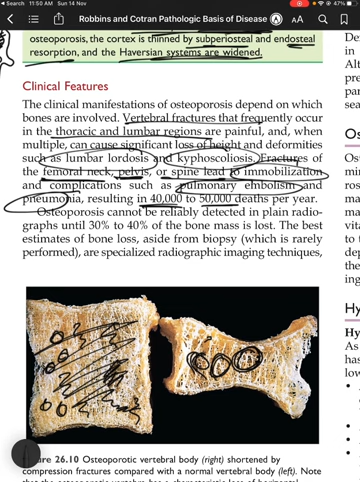 Search 11:50 AM Sun 14 Nov
47%
Robbins and Cotran Pathologic Basis of Disease
AA
osteoporosis, the cortex is thinned by subperiosteal and endosteal
resorption, and the Haversian systems are widened.
Clinical Features
The clinical manifestations of osteoporosis depend on which
bones are involved. Vertebral fractures that frequently occur
in the thoracic and lumbar regions are painful, and, when
multiple, can cause significant loss of height and deformities
such as lumbar lordosis and kyphoscoliosis. Fractures of
the femoral neck, pelvis, or spine lead to immobilization
and complications such as pulmonary embolism and
pneumonia, resulting in 40,000 to 50,000 deaths per year.
Osteoporosis cannot be reliably detected in plain radio-
graphs until 30% to 40% of the bone mass is lost. The best
estimates of bone loss, aside from biopsy (which is rarely
performed), are specialized radiographic imaging techniques,
26.10 Osteoporotic vertebral body (right) shortened by
compression fractures compared with a normal vertebral body (left). Note
in
Alt
pre
par
sea
Os
min
ros
ma
ma
vita
to
dep
the
ing
Hy
Hy
As
has
low